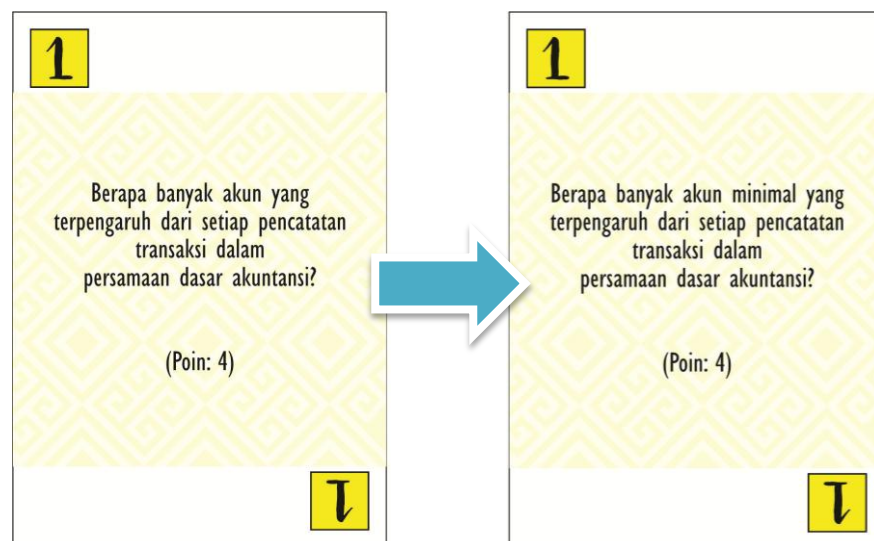 1
Berapa banyak akun yang
terpengaruh dari setiap pencatatan
transaksi dalam
persamaan dasar akuntansi?
(Poin: 4)
1
1
Berapa banyak akun minimal yang
terpengaruh dari setiap pencatatan
transaksi dalam
persamaan dasar akuntansi?
(Poin: 4)
1